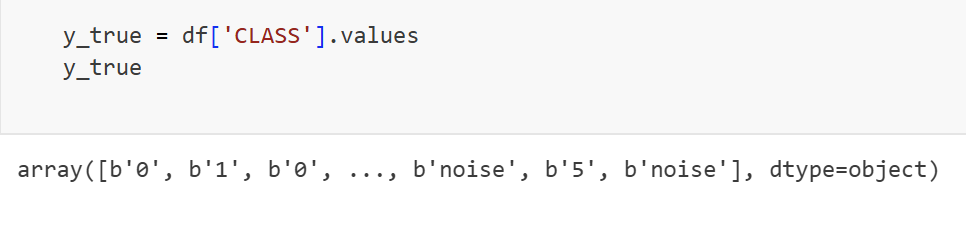 y_true = df['CLASS'].values
y_true
array([b'0', b'1', b'0', ..., b'noise', b'5', b'noise'], dtype=object)